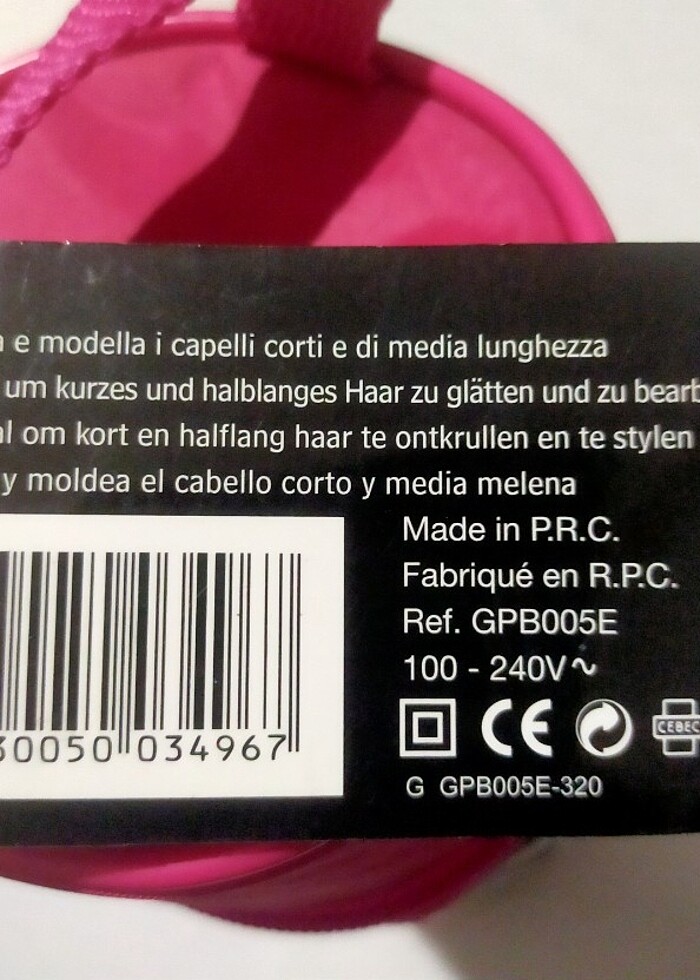 e modella i capelli corti e di media lunghezza
um kurzes und halblanges Haar zu glätten und zu
om kort en halflang haar te ontkrullen en te stylen
y moldea el cabello corto y media melena
Made in P.R.C.
Fabriqué en R.P.C.
Ref. GPB005E
100 - 240V~
CE
CEBEC
G GPB005E-320
30050 034967